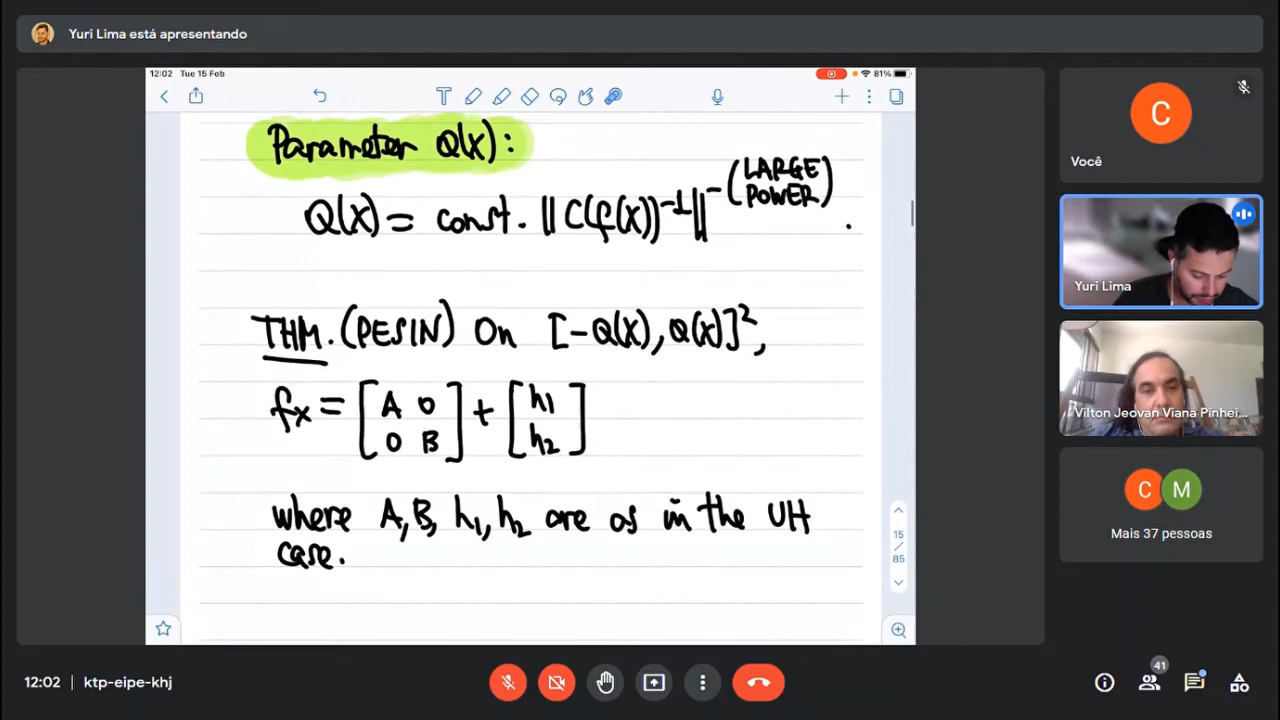 Yuri Lima está apresentando
12:02 Tue 15 Feb
81%
Parameter Q(x):
Q(x) = const. ||C(f(x))^{-1}||^{-(LARGE POWER)}.
THM. (PESIN) On [-Q(x), Q(x)]²,
fx = [A 0; 0 B] + [h₁; h₂]
where A, B, h₁, h₂ are as in the UH
case.
15
/
85
C
Você
Yuri Lima
Vilton Jeovan Viana Pinhei...
C M
Mais 37 pessoas
12:02 | ktp-eipe-khj
41